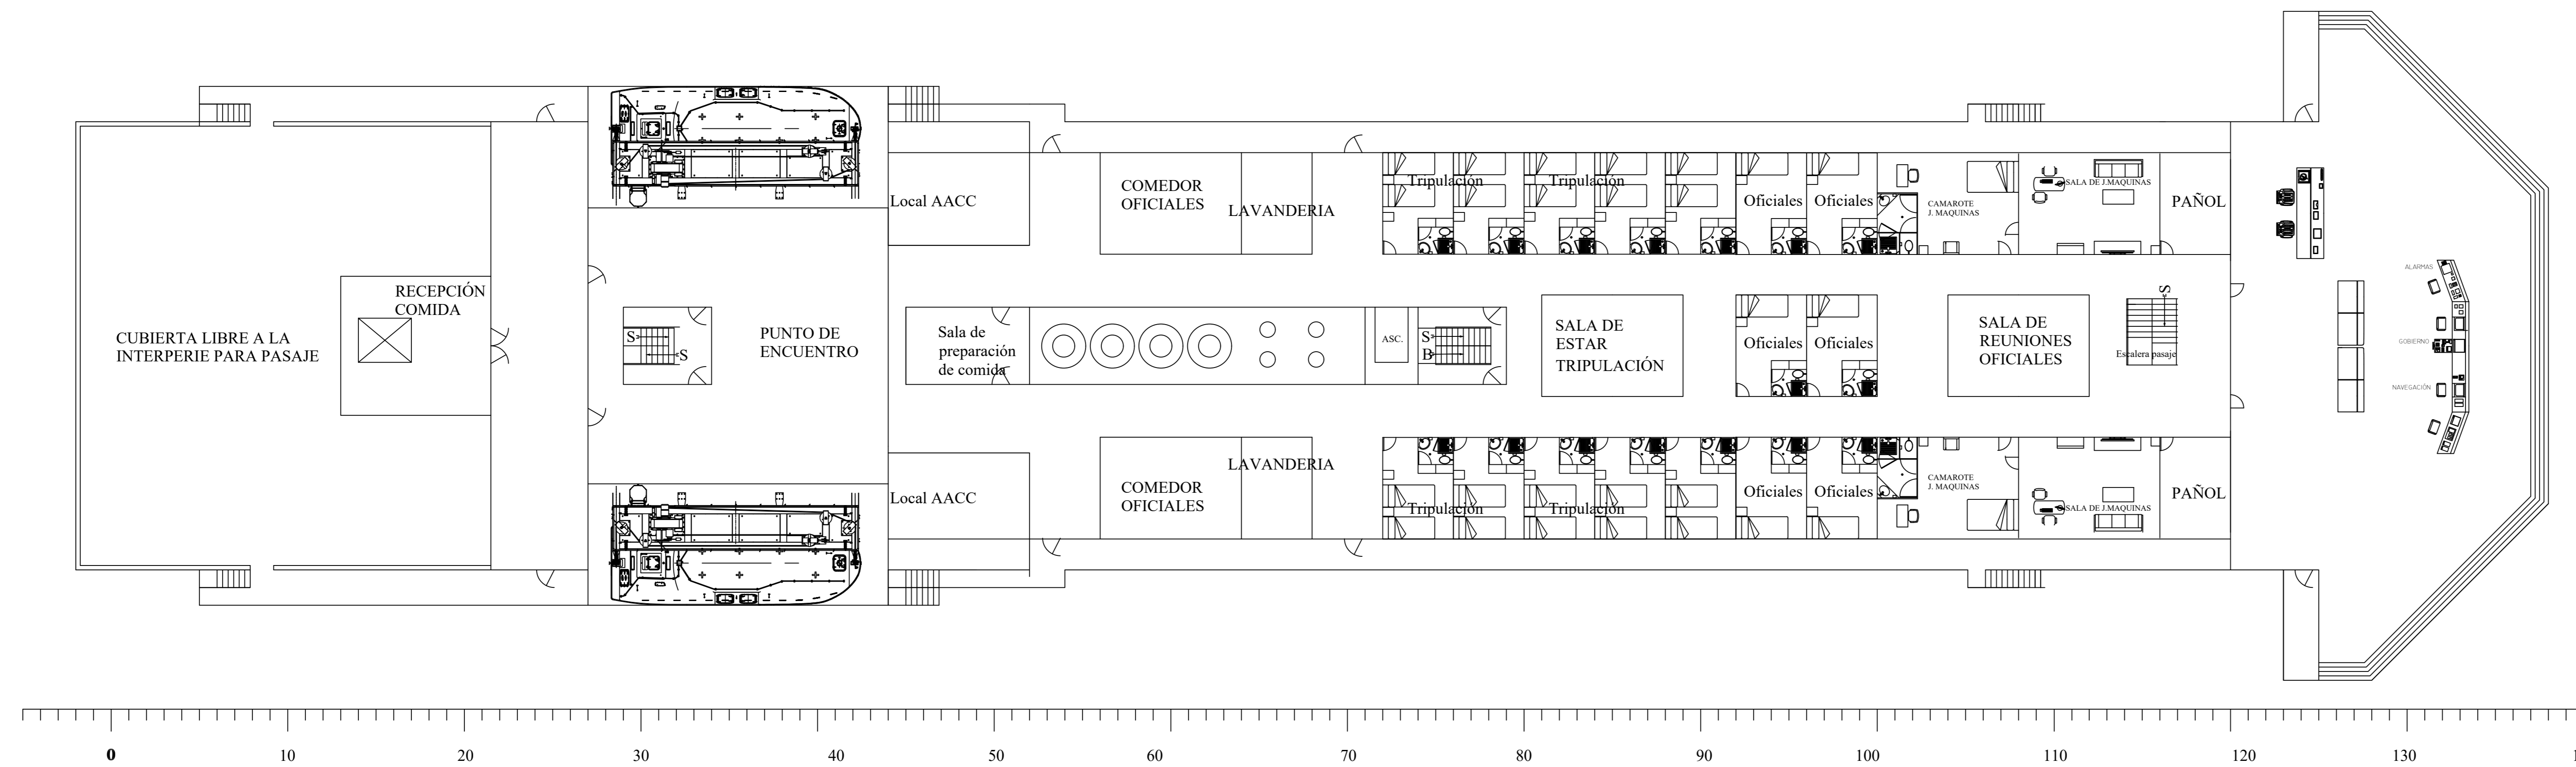 Tripulación
Tripulación
SALA DE J.MAQUINAS
COMEDOR
OFICIALES
Local AACC
Oficiales
Oficiales
PAÑOL
CAMAROTE
J. MAQUINAS
LAVANDERIA
ALARMAS
RECEPCIÓN
COMIDA
S
CUBIERTA LIBRE A LA
INTERPERIE PARA PASAJE
S
S
PUNTO DE
ENCUENTRO
Sala de
preparación
de comida
ASC.
S
B
SALA DE
ESTAR
TRIPULACIÓN
Oficiales
Oficiales
SALA DE
REUNIONES
OFICIALES
Escalera pasaje
GOBIERNO
NAVEGACIÓN
LAVANDERIA
CAMAROTE
J. MAQUINAS
COMEDOR
OFICIALES
Local AACC
Oficiales
Oficiales
PAÑOL
Tripulación
Tripulación
SALA DE J.MAQUINAS
0 10 20 30 40 50 60 70 80 90 100 110 120 130